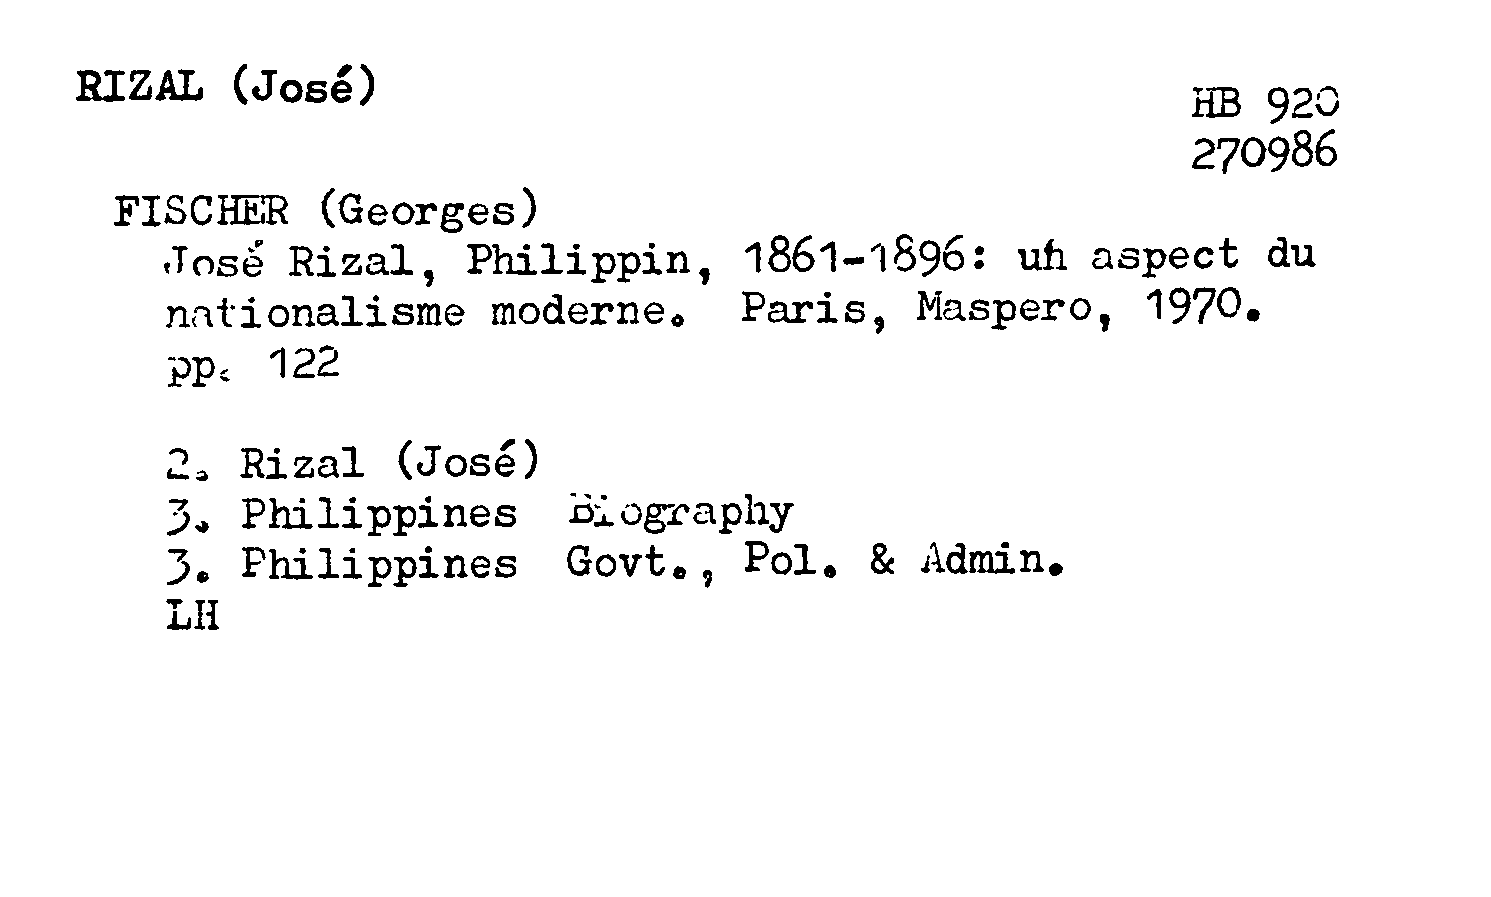 RIZAL (José)
HB 920
270986
FISCHER (Georges)
José Rizal, Philippin, 1861-1896: un aspect du
nationalisme moderne. Paris, Maspero, 1970.
pp. 122
2. Rizal (José)
3. Philippines Biography
3. Philippines Govt., Pol. & Admin.
LH